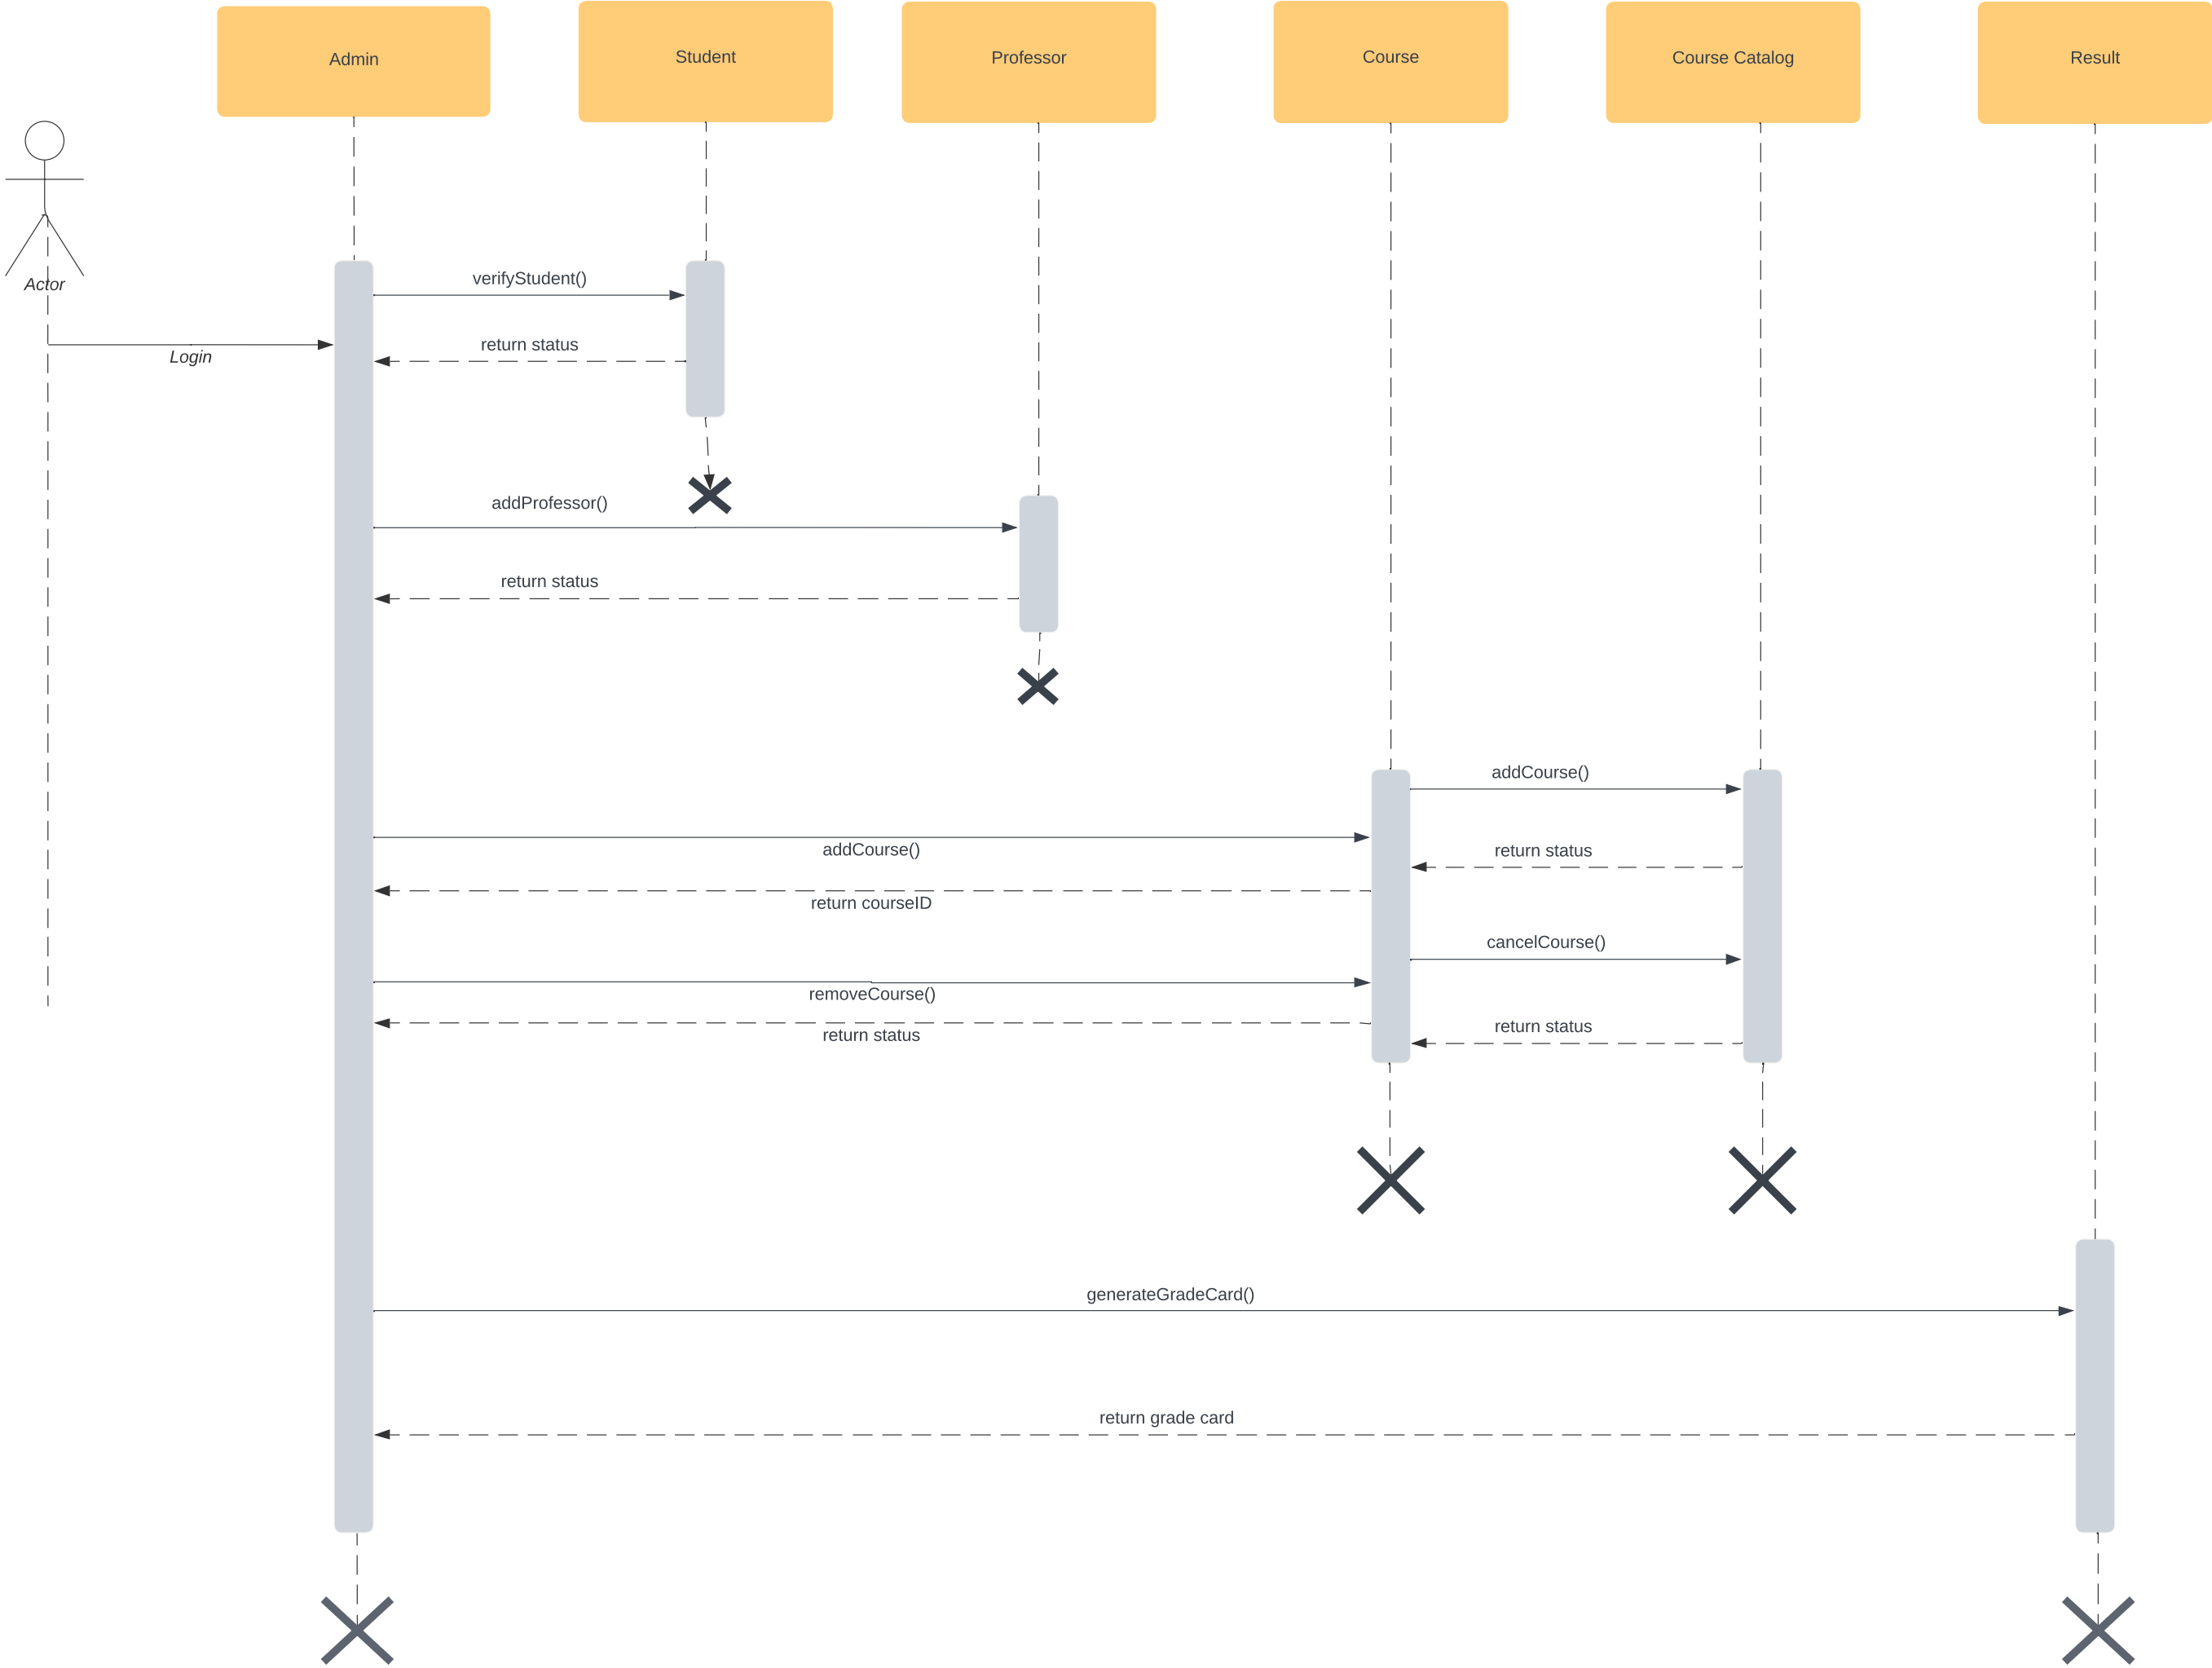 Admin
Student
Professor
Course
Course Catalog
Result
Actor
verifyStudent()
return status
Login
addProfessor()
return status
addCourse()
addCourse()
return status
return courseID
cancelCourse()
removeCourse()
return status
return status
generateGradeCard()
return grade card